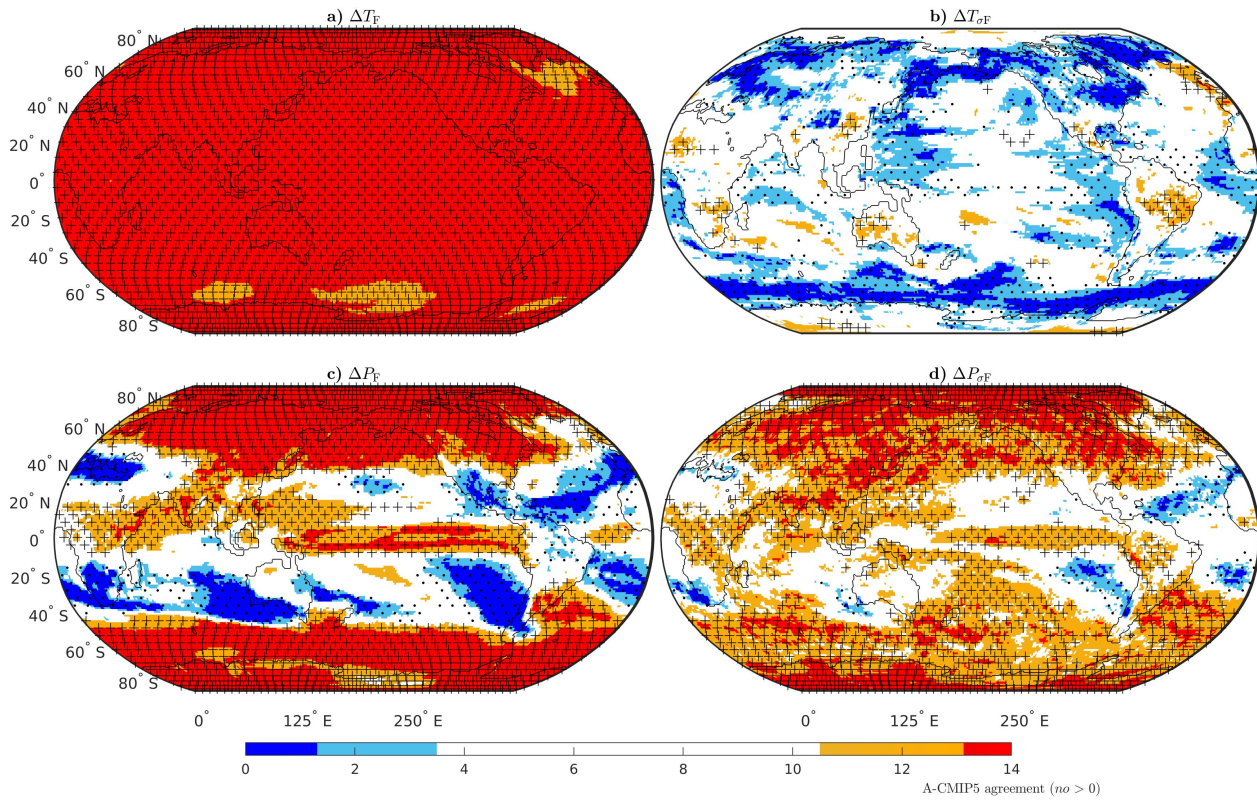 a) ΔT_F
b) ΔT_σF
80° N
60° N
40° N
20° N
0°
20° S
40° S
60° S
80° S
c) ΔP_F
d) ΔP_σF
80° N
60° N
40° N
20° N
0°
20° S
40° S
60° S
80° S
0° 125° E 250° E
0° 125° E 250° E
0 2 4 6 8 10 12 14
A-CMIP5 agreement (no > 0)